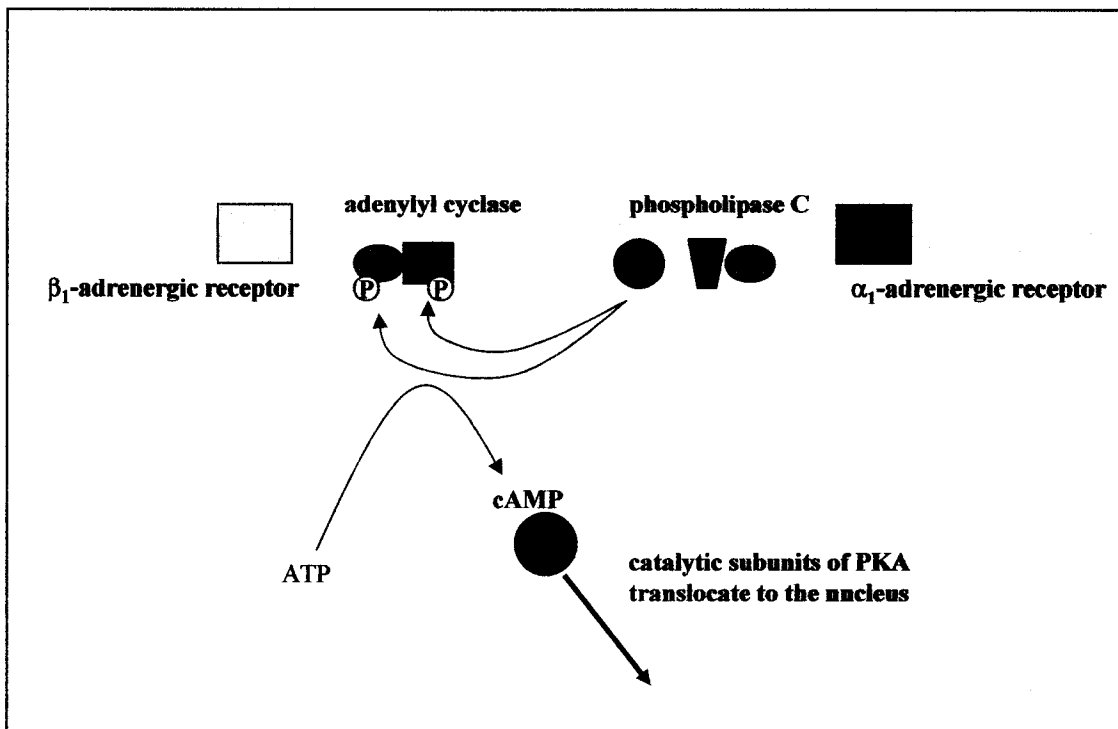 adenylyl cyclase
phospholipase C
β₁-adrenergic receptor
P
P
α₁-adrenergic receptor
cAMP
ATP
catalytic subunits of PKA
translocate to the nucleus